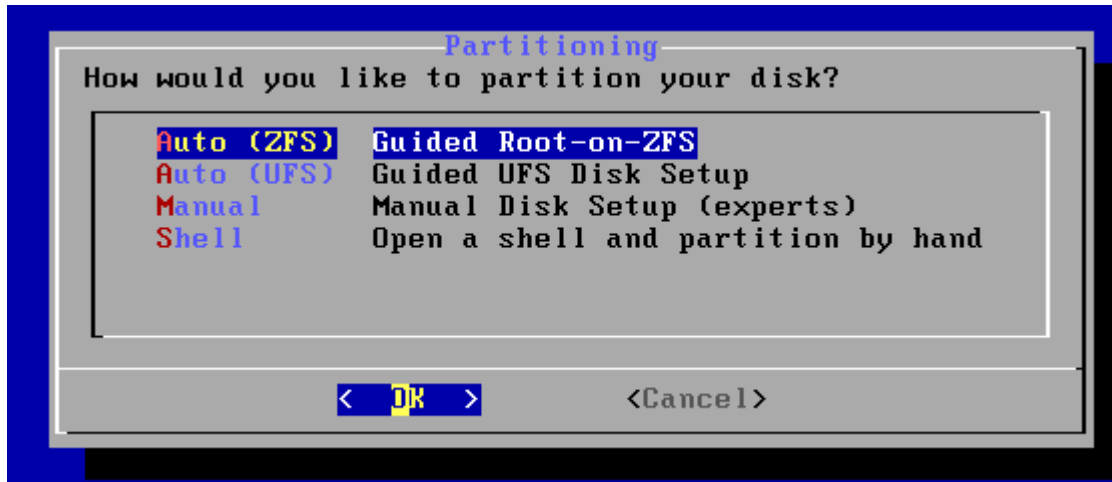 Partitioning
How would you like to partition your disk?
Auto (ZFS) Guided Root-on-ZFS
Auto (UFS) Guided UFS Disk Setup
Manual Manual Disk Setup (experts)
Shell Open a shell and partition by hand
< OK > <Cancel>